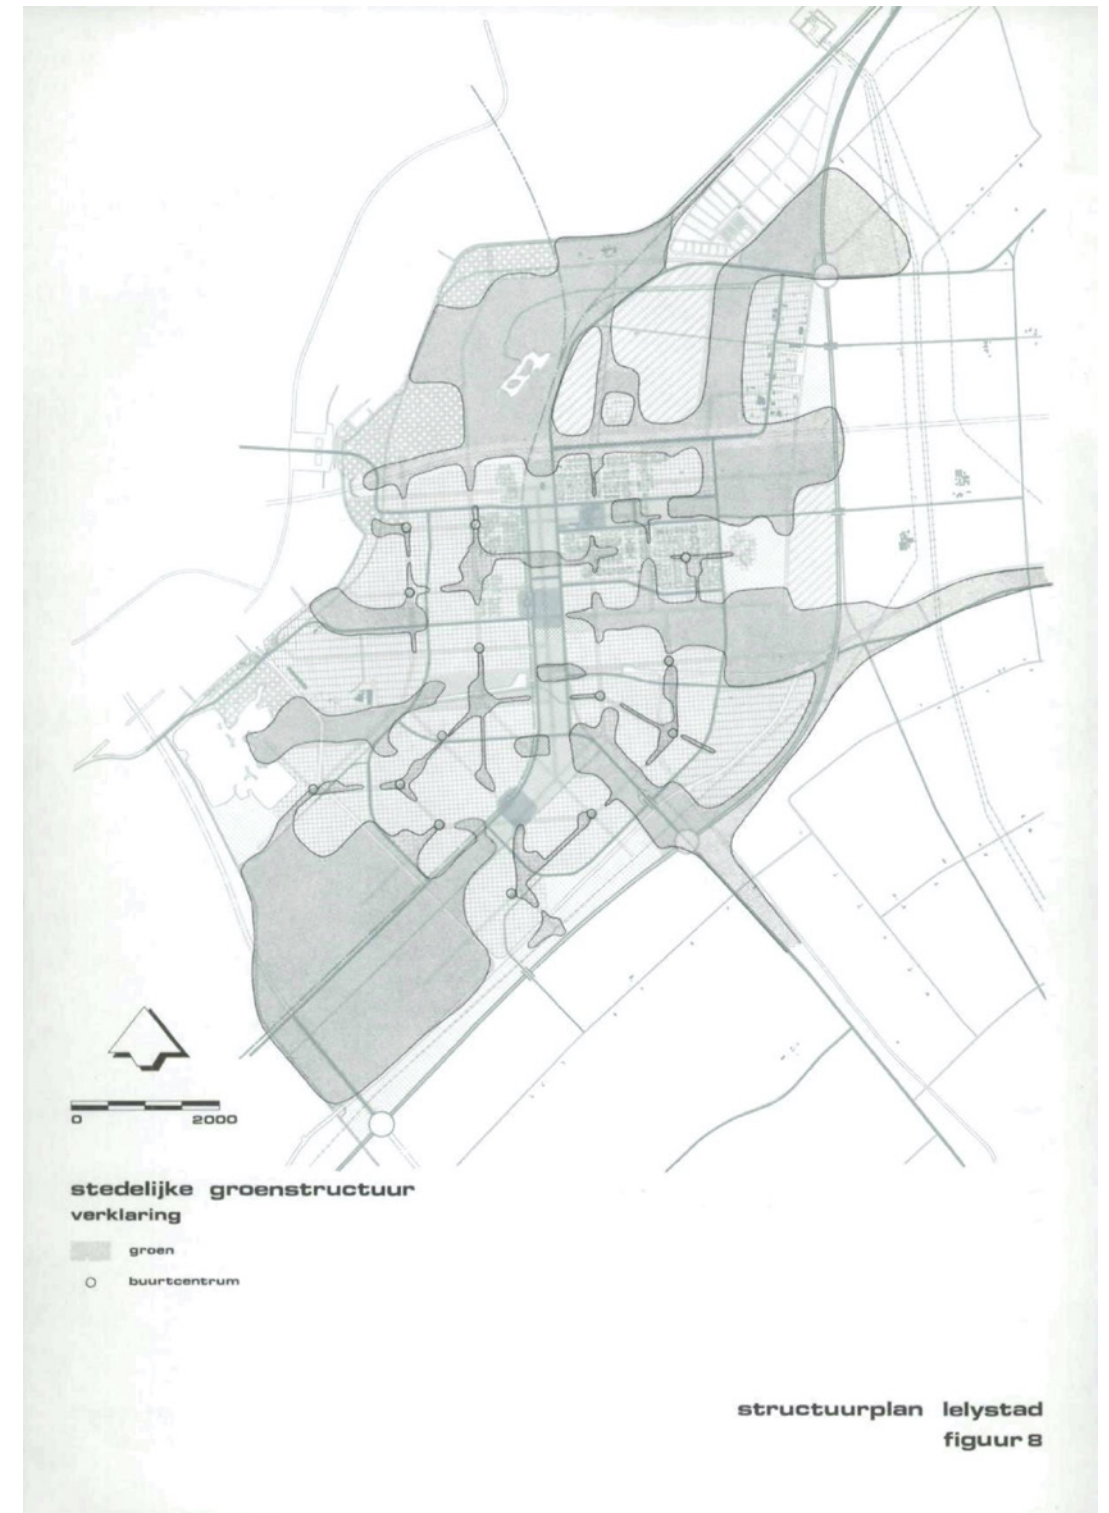 0 2000
stedelijke groenstructuur
verklaring
groen
buurtcentrum
structuurplan lelystad
figuur 8